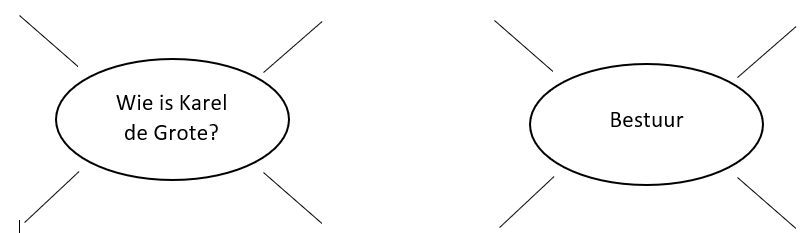 Wie is Karel
de Grote?
Bestuur